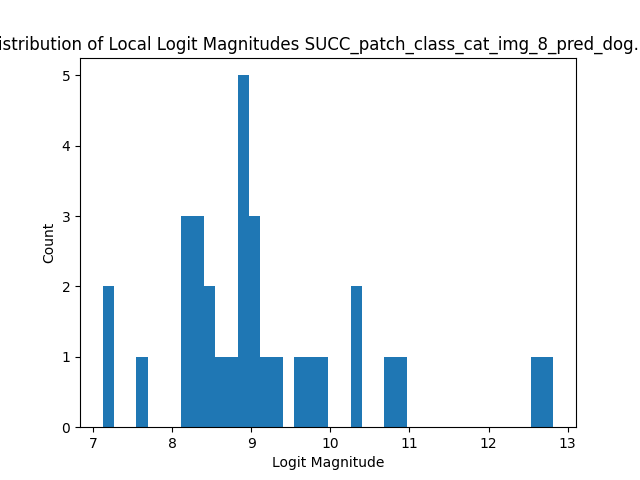 istribution of Local Logit Magnitudes SUCC_patch_class_cat_img_8_pred_dog.
5
4
3
2
1
0
Count
7 8 9 10 11 12 13
Logit Magnitude